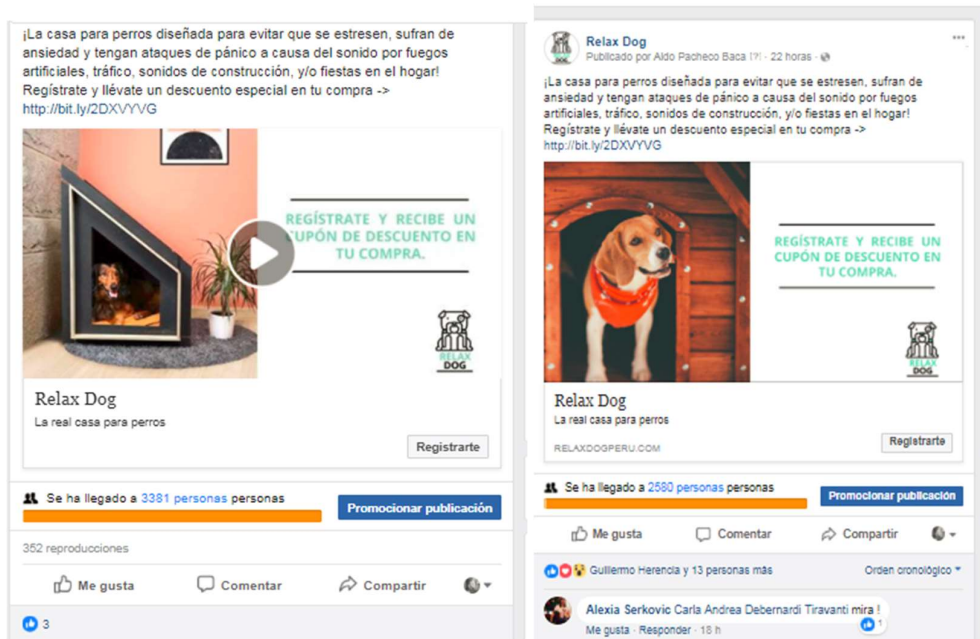 ¡La casa para perros diseñada para evitar que se estresen, sufran de
ansiedad y tengan ataques de pánico a causa del sonido por fuegos
artificiales, tráfico, sonidos de construcción, y/o fiestas en el hogar!
Regístrate y llévate un descuento especial en tu compra ->
http://bit.ly/2DXVYVG
REGÍSTRATE Y RECIBE UN
CUPÓN DE DESCUENTO EN
TU COMPRA.
RELAX
DOG
Relax Dog
La real casa para perros
Registrarte
Se ha llegado a 3381 personas personas
Promocionar publicación
352 reproducciones
Me gusta
Comentar
Compartir
3
Relax Dog
Publicado por Aldo Pacheco Baca [?] · 22 horas ·
¡La casa para perros diseñada para evitar que se estresen, sufran de
ansiedad y tengan ataques de pánico a causa del sonido por fuegos
artificiales, tráfico, sonidos de construcción, y/o fiestas en el hogar!
Regístrate y llévate un descuento especial en tu compra ->
http://bit.ly/2DXVYVG
REGÍSTRATE Y RECIBE UN
CUPÓN DE DESCUENTO EN
TU COMPRA.
RELAX
DOG
Relax Dog
La real casa para perros
RELAXDOGPERU.COM
Registrarte
Se ha llegado a 2580 personas personas
Promocionar publicación
Me gusta
Comentar
Compartir
Guillermo Herencia y 13 personas más
Orden cronológico
Alexia Serkovic Carla Andrea Debernardi Tiravanti mira !
1
Me gusta · Responder · 18 h